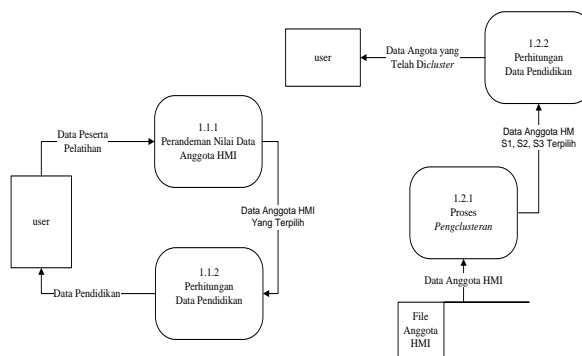 Data Peserta
Pelatihan
1.1.1
Perandeman Nilai Data
Anggota HMI
user
Data Anggota HMI
Yang Terpilih
1.1.2
Perhitungan
Data Pendidikan
Data Pendidikan
user
Data Angota yang
Telah Dicluster
1.2.2
Perhitungan
Data Pendidikan
Data Anggota HM
S1, S2, S3 Terpilih
1.2.1
Proses
Pengclusteran
Data Anggota HMI
File
Anggota
HMI